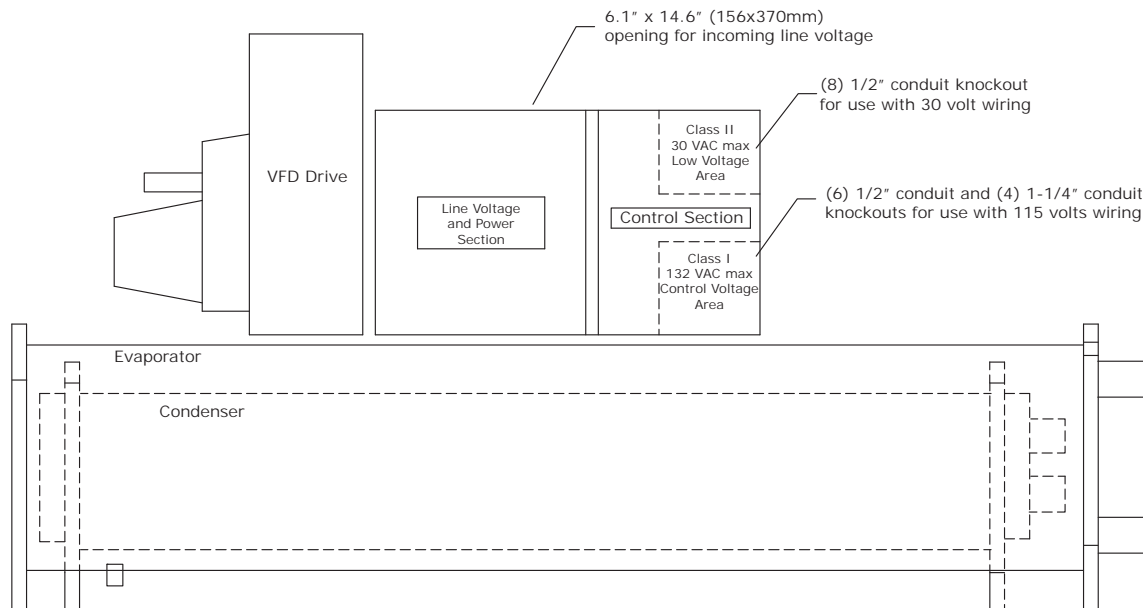 6.1" x 14.6" (156x370mm)
opening for incoming line voltage
(8) 1/2" conduit knockout
for use with 30 volt wiring
Class II
30 VAC max
Low Voltage
Area
VFD Drive
(6) 1/2" conduit and (4) 1-1/4" conduit
knockouts for use with 115 volts wiring
Line Voltage
and Power
Section
Control Section
Class I
132 VAC max
Control Voltage
Area
Evaporator
Condenser